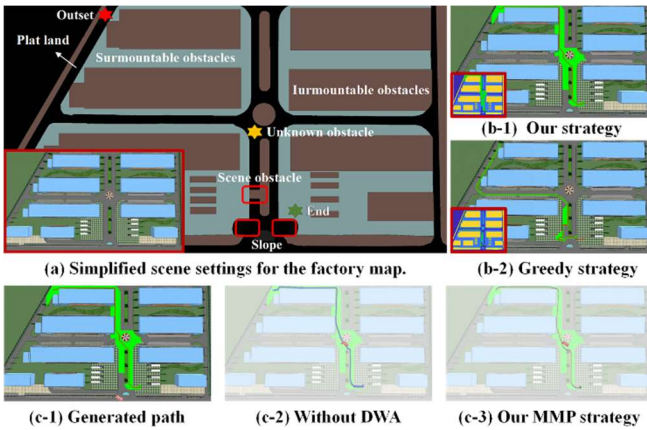 Outset
Plat land
Surmountable obstacles
Iurmountable obstacles
Unknown obstacle
Scene obstacle
End
Slope
(a) Simplified scene settings for the factory map.
(b-1) Our strategy
(b-2) Greedy strategy
(c-1) Generated path
(c-2) Without DWA
(c-3) Our MMP strategy